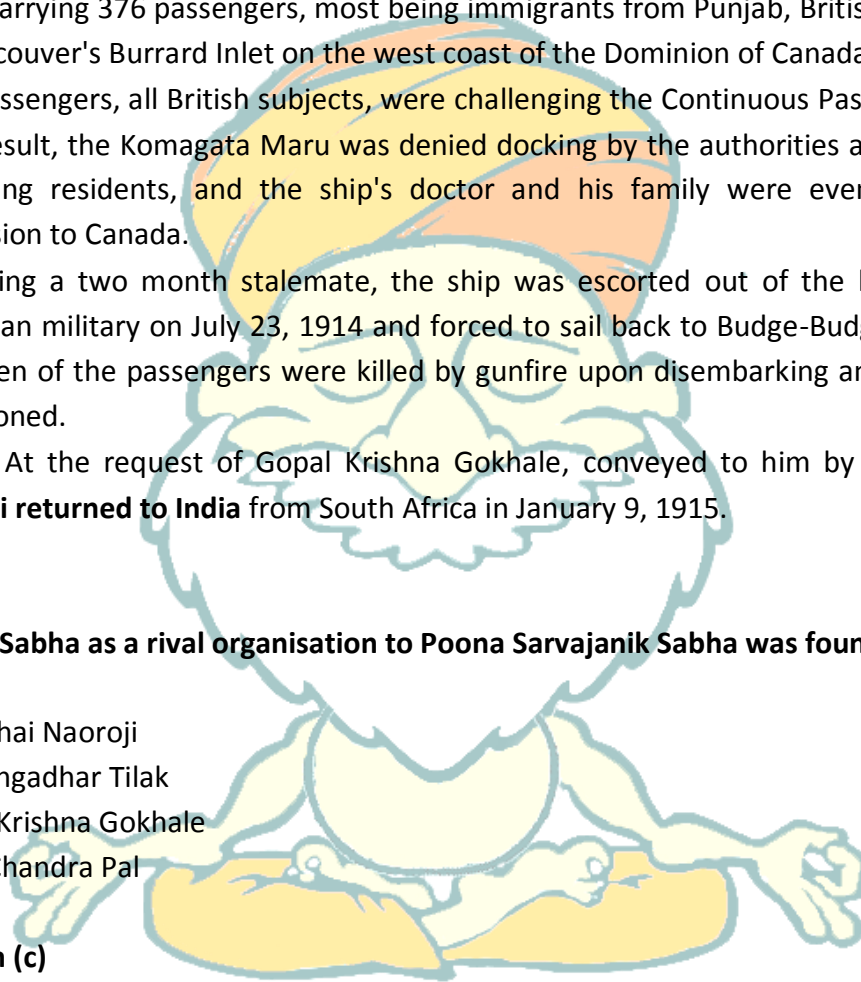 arrying 376 passengers, most being immigrants from Punjab, Britis
couver's Burrard Inlet on the west coast of the Dominion of Canada
ssengers, all British subjects, were challenging the Continuous Pas
esult, the Komagata Maru was denied docking by the authorities a
ing residents, and the ship's doctor and his family were ever
sion to Canada.
ing a two month stalemate, the ship was escorted out of the
an military on July 23, 1914 and forced to sail back to Budge-Budg
en of the passengers were killed by gunfire upon disembarking an
oned.
At the request of Gopal Krishna Gokhale, conveyed to him by
i returned to India from South Africa in January 9, 1915.
Sabha as a rival organisation to Poona Sarvajanik Sabha was foun
hai Naoroji
ngadhar Tilak
Krishna Gokhale
Chandra Pal
n (c)